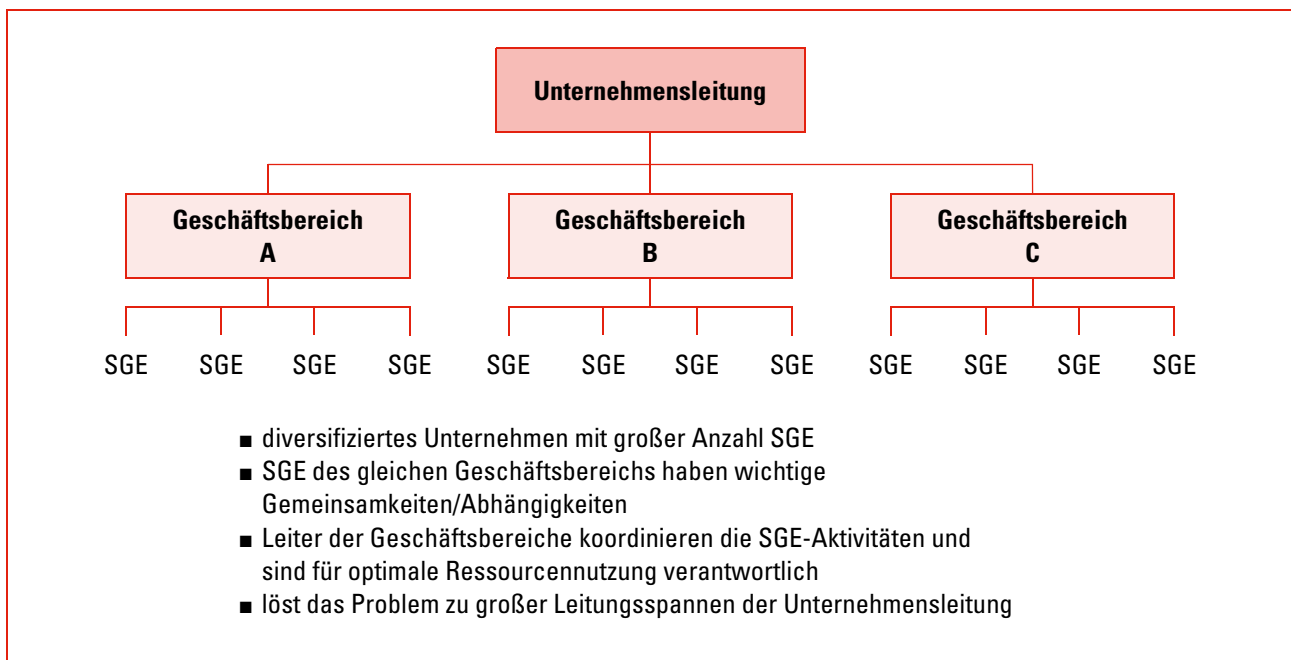 Unternehmensleitung
Geschäftsbereich
A
Geschäftsbereich
B
Geschäftsbereich
C
SGE SGE SGE SGE SGE SGE SGE SGE SGE SGE SGE SGE
■ diversifiziertes Unternehmen mit großer Anzahl SGE
■ SGE des gleichen Geschäftsbereichs haben wichtige
Gemeinsamkeiten/Abhängigkeiten
■ Leiter der Geschäftsbereiche koordinieren die SGE-Aktivitäten und
sind für optimale Ressourcennutzung verantwortlich
■ löst das Problem zu großer Leitungsspannen der Unternehmensleitung